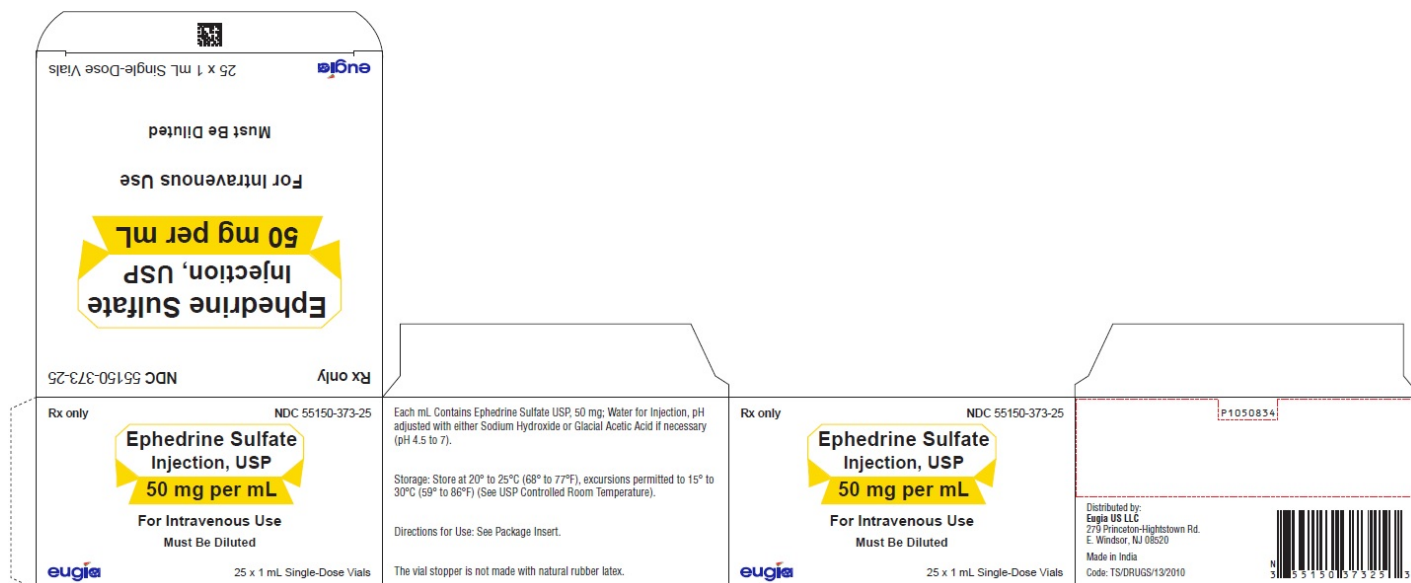 25 x 1 mL Single-Dose Vials
eugia
Must Be Diluted
For Intravenous Use
50 mg per mL
Injection, USP
Ephedrine Sulfate
NDC 55150-373-25
Rx only
Rx only
NDC 55150-373-25
Ephedrine Sulfate
Injection, USP
50 mg per mL
For Intravenous Use
Must Be Diluted
eugia
25 x 1 mL Single-Dose Vials
Each mL Contains Ephedrine Sulfate USP, 50 mg; Water for Injection, pH
adjusted with either Sodium Hydroxide or Glacial Acetic Acid if necessary
(pH 4.5 to 7).
Storage: Store at 20° to 25°C (68° to 77°F), excursions permitted to 15° to
30°C (59° to 86°F) (See USP Controlled Room Temperature).
Directions for Use: See Package Insert.
The vial stopper is not made with natural rubber latex.
Rx only
NDC 55150-373-25
Ephedrine Sulfate
Injection, USP
50 mg per mL
For Intravenous Use
Must Be Diluted
eugia
25 x 1 mL Single-Dose Vials
P1050834
Distributed by:
Eugia US LLC
279 Princeton-Hightstown Rd.
E. Windsor, NJ 08520
Made in India
Code: TS/DRUGS/13/2010
N
3 55150 37325 3